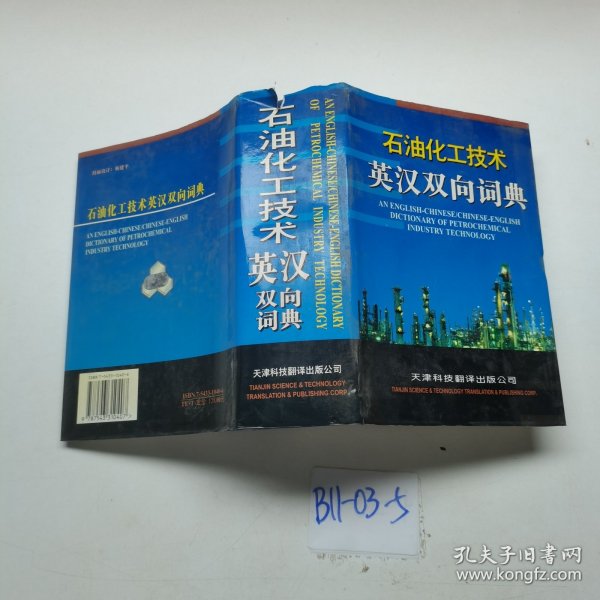 石油化工技术英汉双向词典
AN ENGLISH-CHINESE/CHINESE-ENGLISH
DICTIONARY OF PETROCHEMICAL
INDUSTRY TECHNOLOGY
石油化工技术
英汉
双向
词典
AN ENGLISH-CHINESE/CHINESE-ENGLISH DICTIONARY
OF PETROCHEMICAL INDUSTRY TECHNOLOGY
天津科技翻译出版公司
TIANJIN SCIENCE & TECHNOLOGY
TRANSLATION & PUBLISHING CORP.
石油化工技术
英汉双向词典
AN ENGLISH-CHINESE/CHINESE-ENGLISH
DICTIONARY OF PETROCHEMICAL
INDUSTRY TECHNOLOGY
天津科技翻译出版公司
TIANJIN SCIENCE & TECHNOLOGY TRANSLATION & PUBLISHING CORP.
B11-03-5
孔夫子旧书网
www.kongfz.com